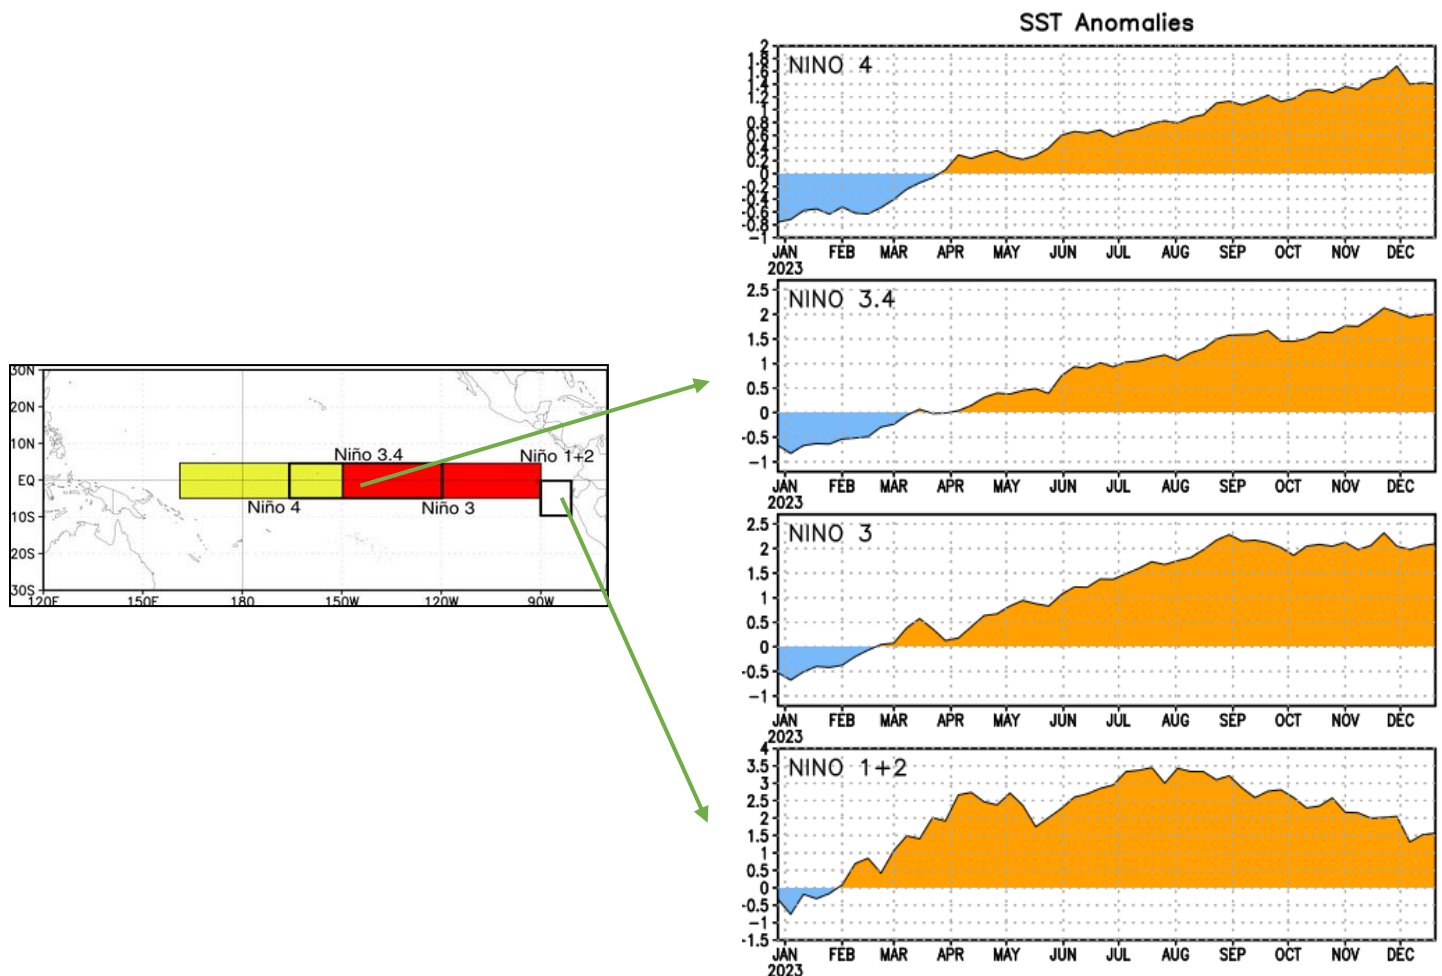 SST Anomalies
NINO 4
2
1.8
1.6
1.4
1.2
1
0.8
0.6
0.4
0.2
0
-0.2
-0.4
-0.6
-0.8
-1
JAN FEB MAR APR MAY JUN JUL AUG SEP OCT NOV DEC
2023
NINO 3.4
2.5
2
1.5
1
0.5
0
-0.5
-1
JAN FEB MAR APR MAY JUN JUL AUG SEP OCT NOV DEC
2023
30N
20N
10N
EQ
10S
20S
30S
120E 150E 180 150W 120W 90W
Niño 3.4
Niño 1+2
Niño 4
Niño 3
NINO 3
2.5
2
1.5
1
0.5
0
-0.5
-1
JAN FEB MAR APR MAY JUN JUL AUG SEP OCT NOV DEC
2023
NINO 1+2
4
3.5
3
2.5
2
1.5
1
0.5
0
-0.5
-1
-1.5
JAN FEB MAR APR MAY JUN JUL AUG SEP OCT NOV DEC
2023